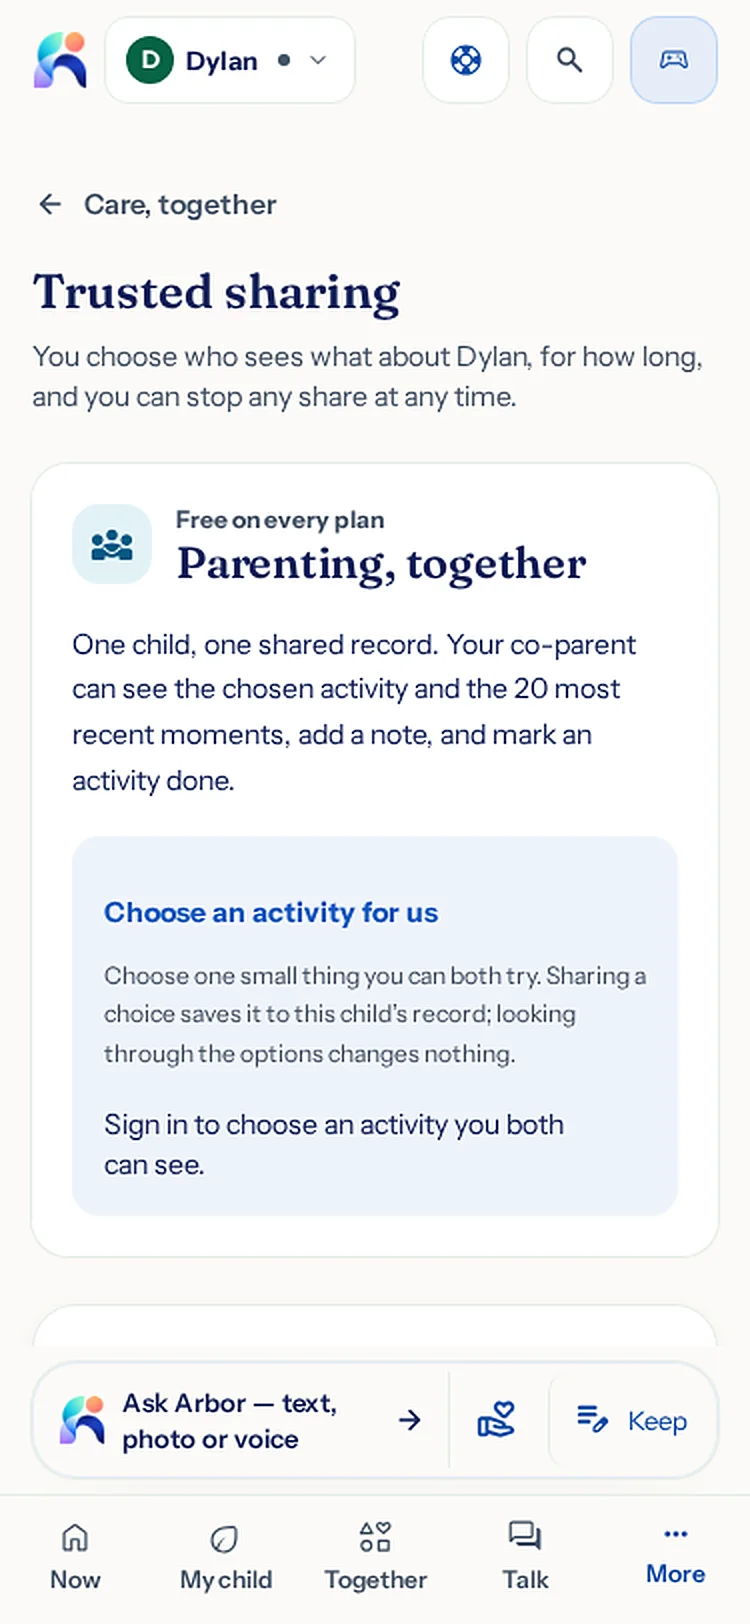 D Dylan
Care, together
Trusted sharing
You choose who sees what about Dylan, for how long,
and you can stop any share at any time.
Free on every plan
Parenting, together
One child, one shared record. Your co-parent
can see the chosen activity and the 20 most
recent moments, add a note, and mark an
activity done.
Choose an activity for us
Choose one small thing you can both try. Sharing a
choice saves it to this child's record; looking
through the options changes nothing.
Sign in to choose an activity you both
can see.
Ask Arbor — text,
photo or voice
Keep
Now
My child
Together
Talk
More